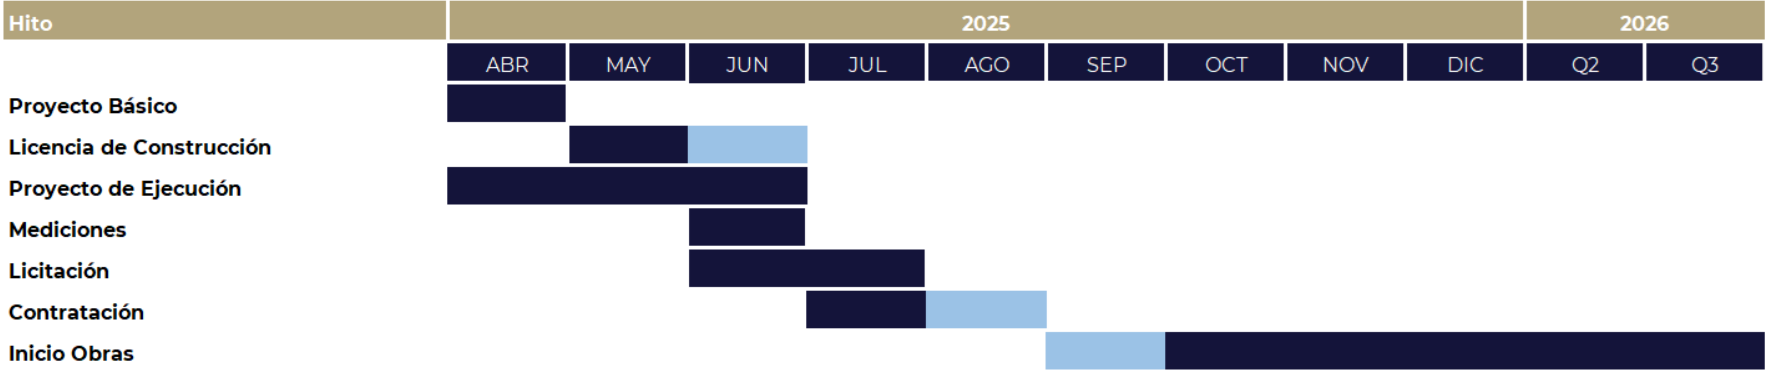 Hito 2025 2026
ABR MAY JUN JUL AGO SEP OCT NOV DIC Q2 Q3
Proyecto Básico
Licencia de Construcción
Proyecto de Ejecución
Mediciones
Licitación
Contratación
Inicio Obras